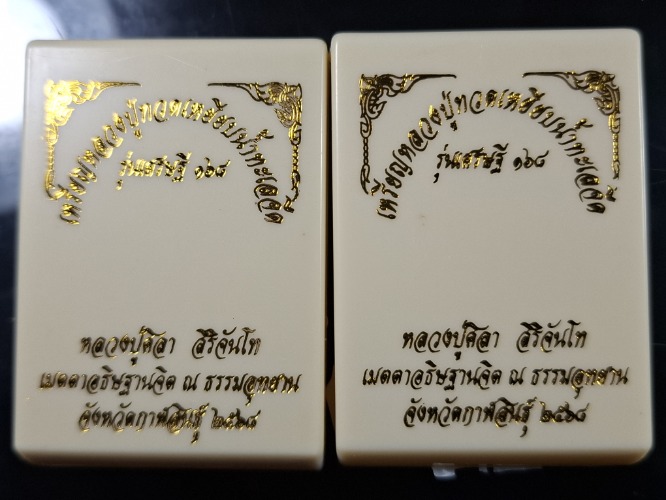 เหรียญหลวงปู่ทวดเหยียบน้ำทะเลจืด
รุ่นเศรษฐี ๑๖๘
หลวงปู่ศิลา สิริจันโท
เมตตาอธิษฐานจิต ณ ธรรมอุทยาน
จังหวัดกาฬสินธุ์ ๒๕๖๘
เหรียญหลวงปู่ทวดเหยียบน้ำทะเลจืด
รุ่นเศรษฐี ๑๖๘
หลวงปู่ศิลา สิริจันโท
เมตตาอธิษฐานจิต ณ ธรรมอุทยาน
จังหวัดกาฬสินธุ์ ๒๕๖๘